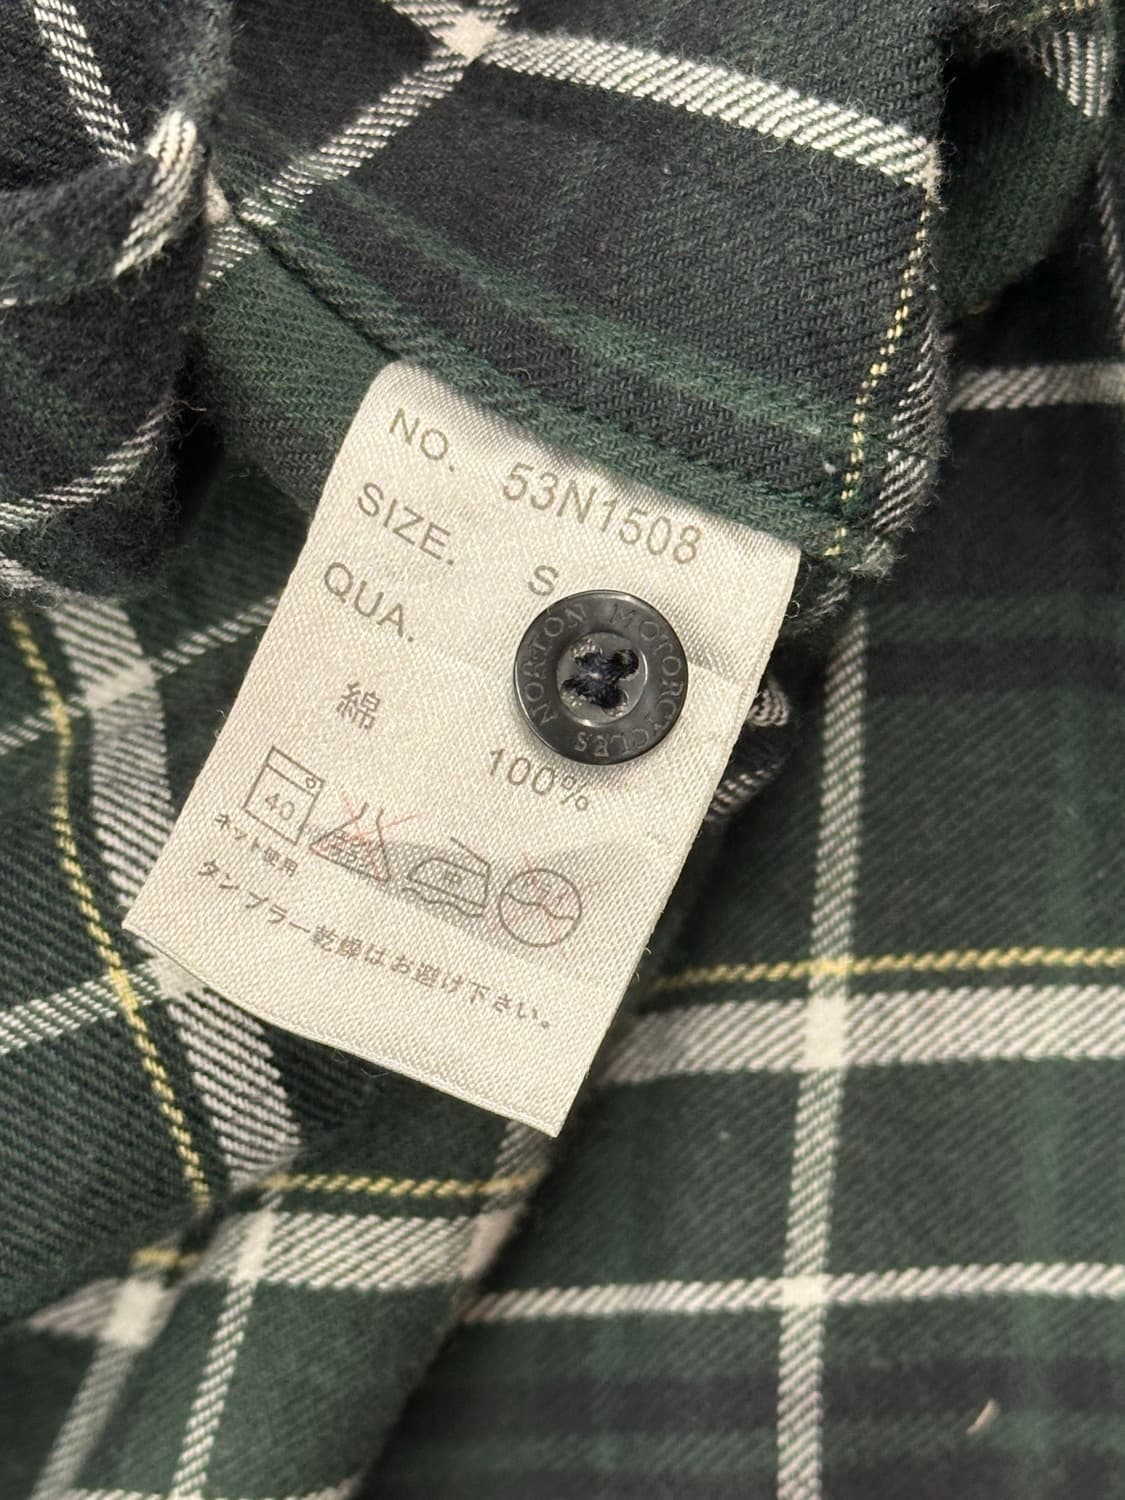 NO. 53N1508
SIZE. S
QUA.
NORTON MOTORCYCLES
綿 100%
40
ネット使用
タンブラー乾燥はお避け下さい。